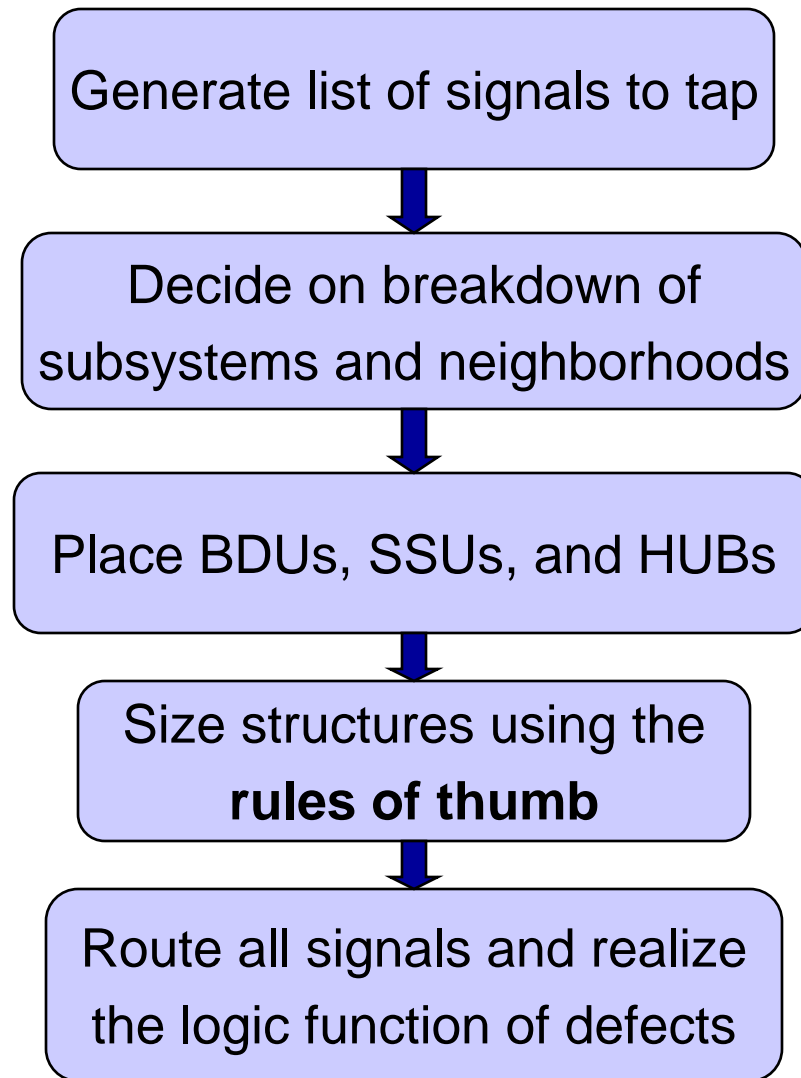 Generate list of signals to tap
Decide on breakdown of
subsystems and neighborhoods
Place BDUs, SSUs, and HUBs
Size structures using the
rules of thumb
Route all signals and realize
the logic function of defects